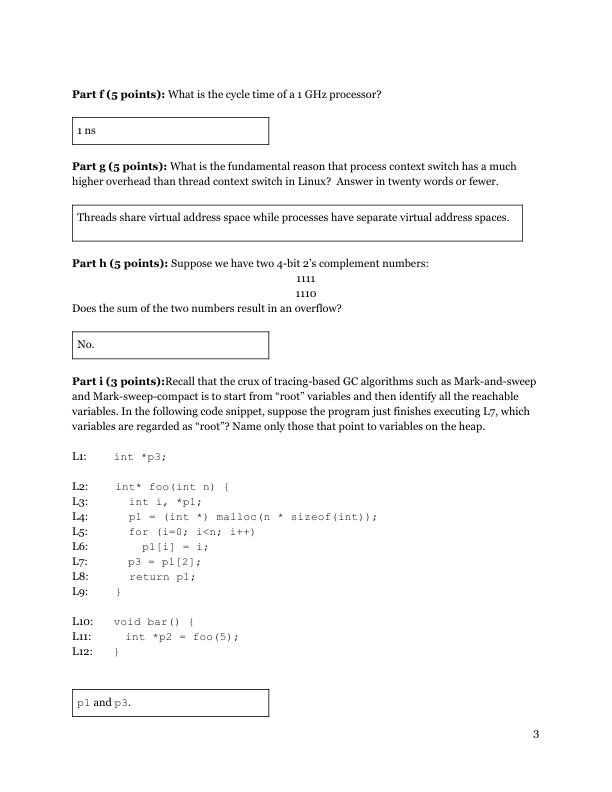 Part f (5 points): What is the cycle time of a 1 GHz processor?
1 ns
Part g (5 points): What is the fundamental reason that process context switch has a much
higher overhead than thread context switch in Linux?  Answer in twenty words or fewer.
Threads share virtual address space while processes have separate virtual address spaces.
Part h (5 points): Suppose we have two 4-bit 2's complement numbers:
1111
1110
Does the sum of the two numbers result in an overflow?
No.
Part i (3 points):Recall that the crux of tracing-based GC algorithms such as Mark-and-sweep
and Mark-sweep-compact is to start from “root” variables and then identify all the reachable
variables. In the following code snippet, suppose the program just finishes executing L7, which
variables are regarded as “root”? Name only those that point to variables on the heap.
L1: int *p3;
L2: int* foo(int n) {
L3: int i, *p1;
L4: p1 = (int *) malloc(n * sizeof(int));
L5: for (i=0; i<n; i++)
L6: p1[i] = i;
L7: p3 = p1[2];
L8: return p1;
L9: }
L10: void bar() {
L11: int *p2 = foo(5);
L12: }
p1 and p3.
3